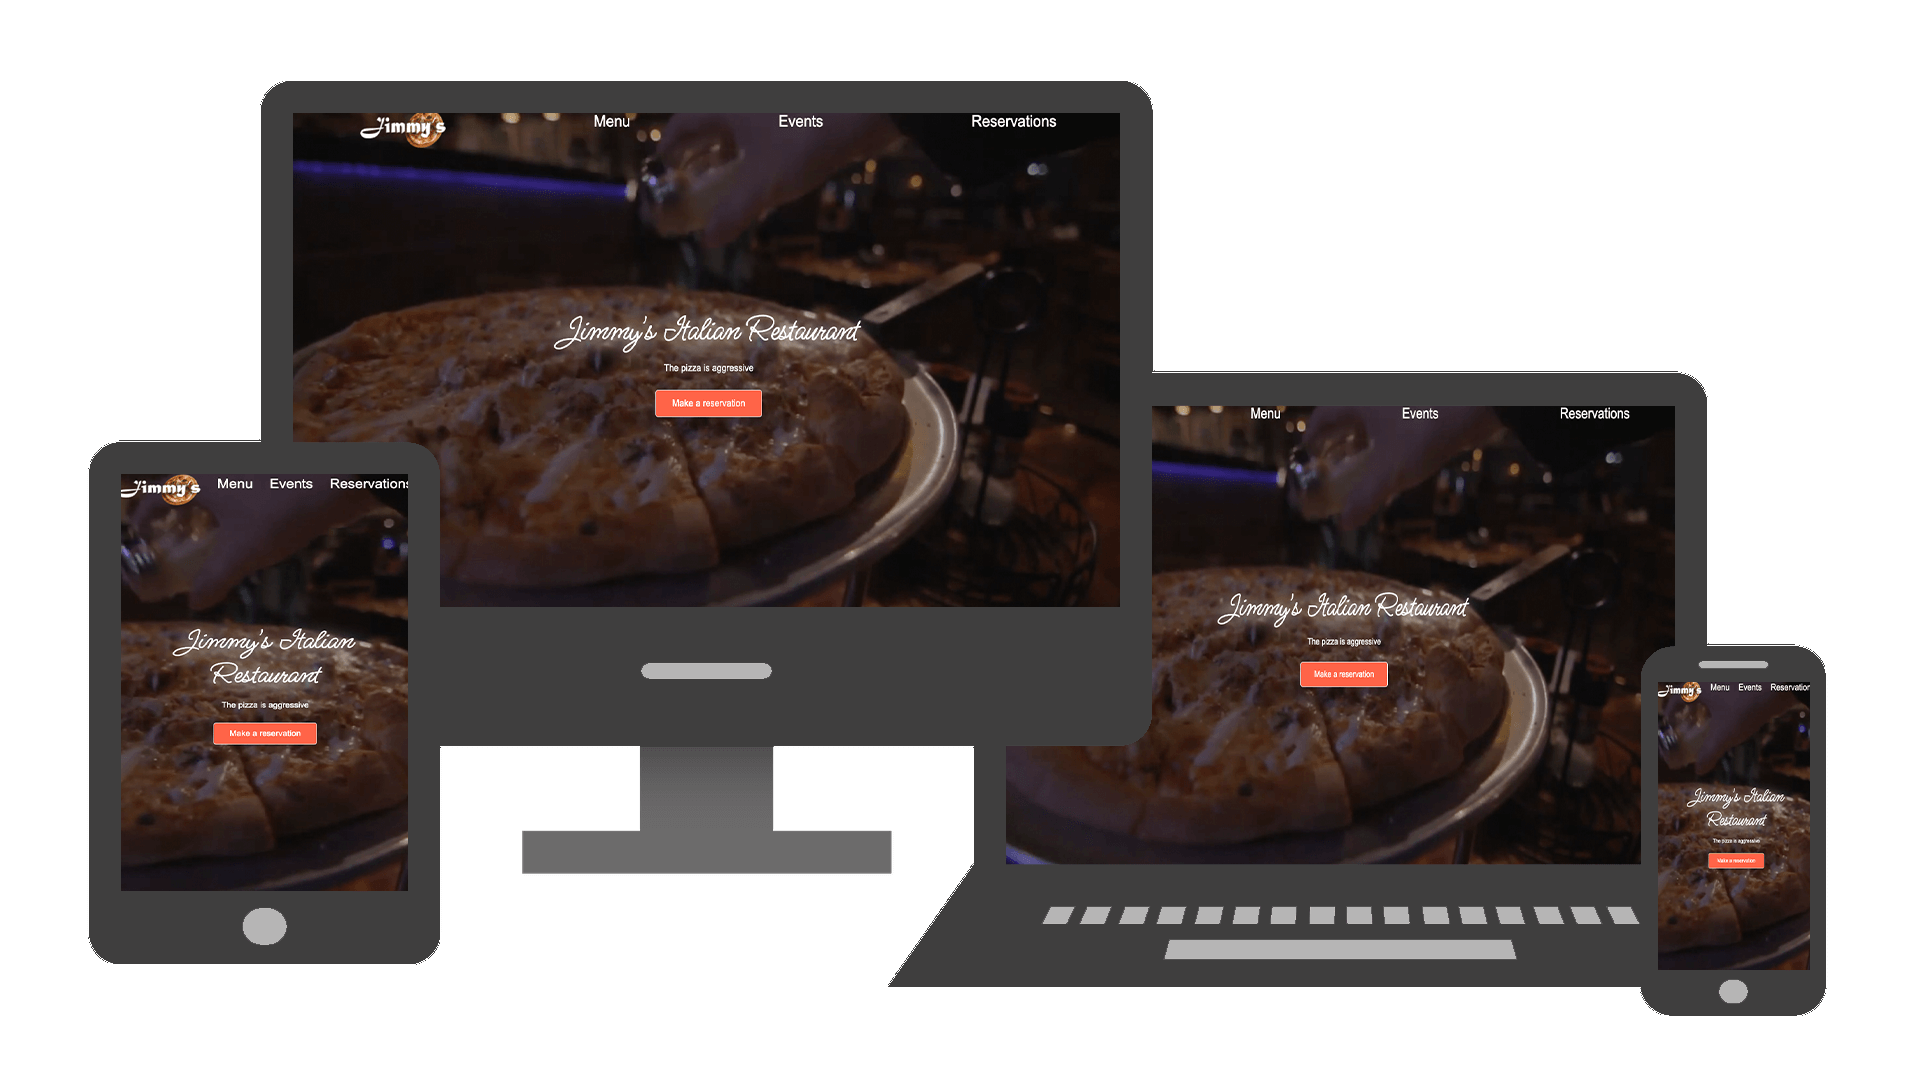 Jimmy's
Menu Events Reservations
Jimmy's Italian Restaurant
The pizza is aggressive
Make a reservation
Jimmy's Menu Events Reservations
Jimmy's Italian
Restaurant
The pizza is aggressive
Make a reservation
Menu Events Reservations
Jimmy's Italian Restaurant
The pizza is aggressive
Make a reservation
Jimmy's Menu Events Reservation
Jimmy's Italian
Restaurant
The pizza is aggressive
Make a reservation